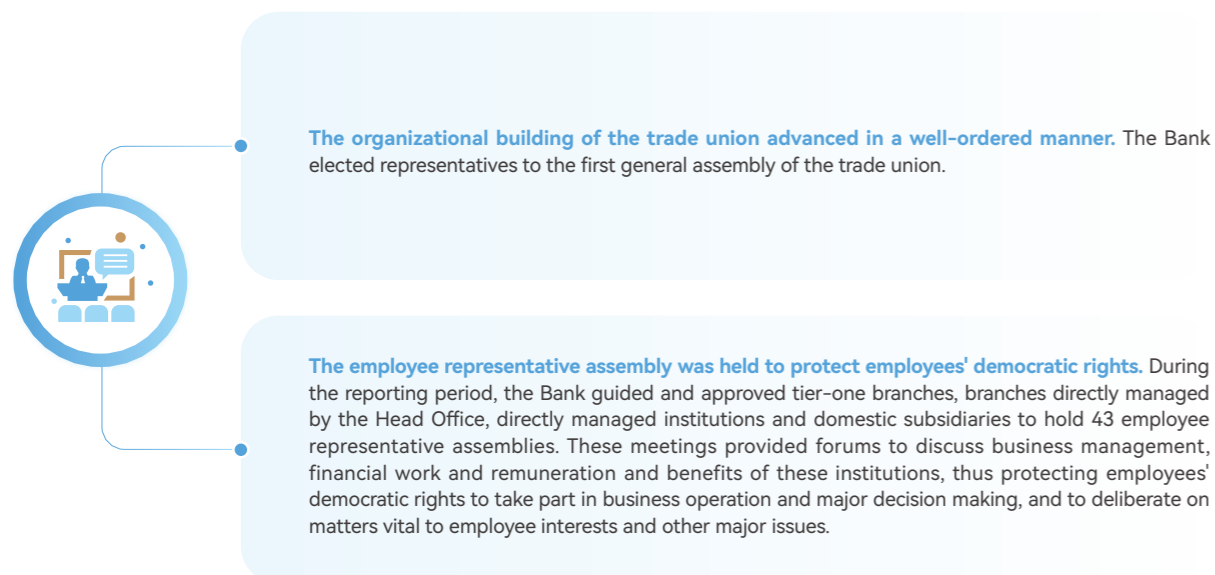 The organizational building of the trade union advanced in a well-ordered manner. The Bank
elected representatives to the first general assembly of the trade union.
The employee representative assembly was held to protect employees' democratic rights. During
the reporting period, the Bank guided and approved tier-one branches, branches directly managed
by the Head Office, directly managed institutions and domestic subsidiaries to hold 43 employee
representative assemblies. These meetings provided forums to discuss business management,
financial work and remuneration and benefits of these institutions, thus protecting employees'
democratic rights to take part in business operation and major decision making, and to deliberate on
matters vital to employee interests and other major issues.